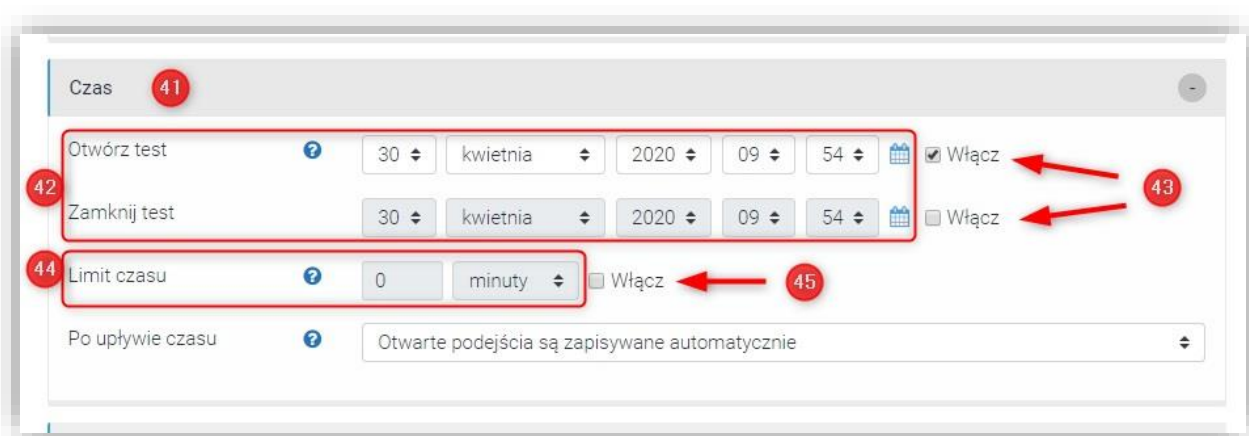 Czas 41 -
Otwórz test ? 30 kwietnia 2020 09 54 Włącz
42 43
Zamknij test 30 kwietnia 2020 09 54 Włącz
44 Limit czasu ? 0 minuty Włącz 45
Po upływie czasu ? Otwarte podejścia są zapisywane automatycznie